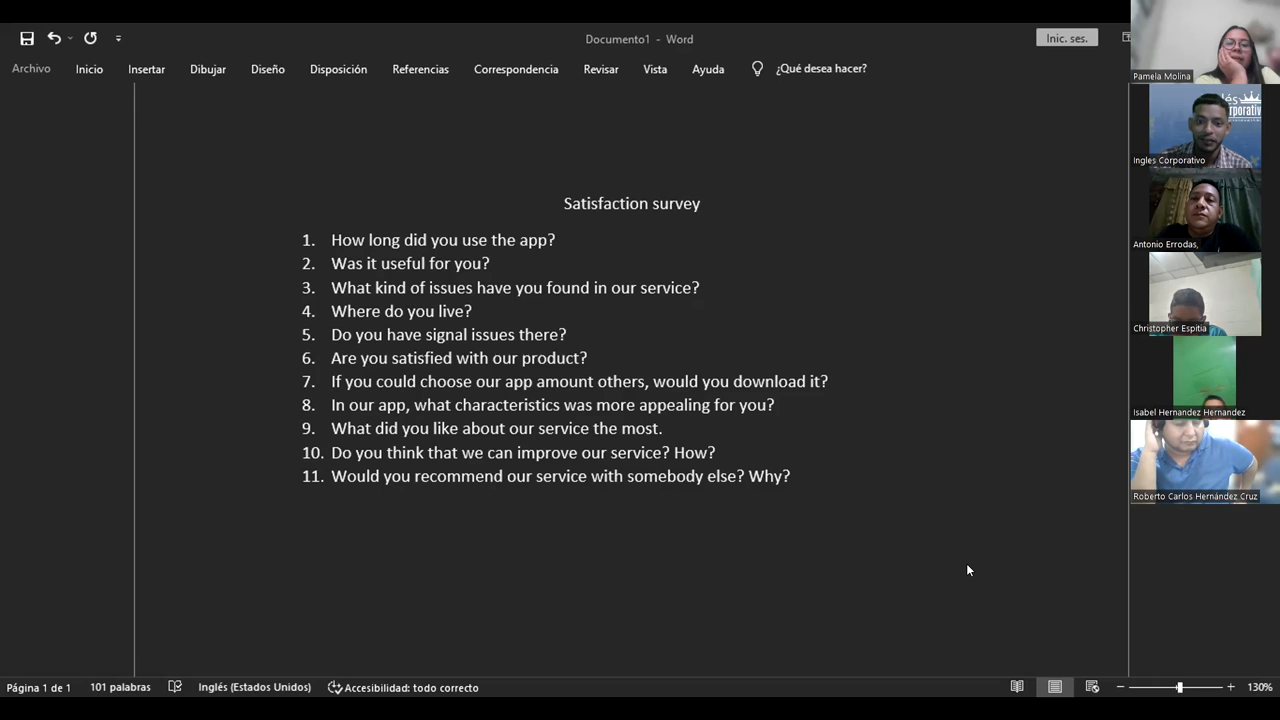 Documento1 - Word
Inic. ses.
Archivo Inicio Insertar Dibujar Diseño Disposición Referencias Correspondencia Revisar Vista Ayuda ¿Qué desea hacer?
Satisfaction survey
1. How long did you use the app?
2. Was it useful for you?
3. What kind of issues have you found in our service?
4. Where do you live?
5. Do you have signal issues there?
6. Are you satisfied with our product?
7. If you could choose our app amount others, would you download it?
8. In our app, what characteristics was more appealing for you?
9. What did you like about our service the most.
10. Do you think that we can improve our service? How?
11. Would you recommend our service with somebody else? Why?
Página 1 de 1 101 palabras Inglés (Estados Unidos) Accesibilidad: todo correcto 130%
Pamela Molina
Ingles Corporativo
Antonio Errodas,
Christopher Espitia
Isabel Hernandez Hernandez
Roberto Carlos Hernández Cruz